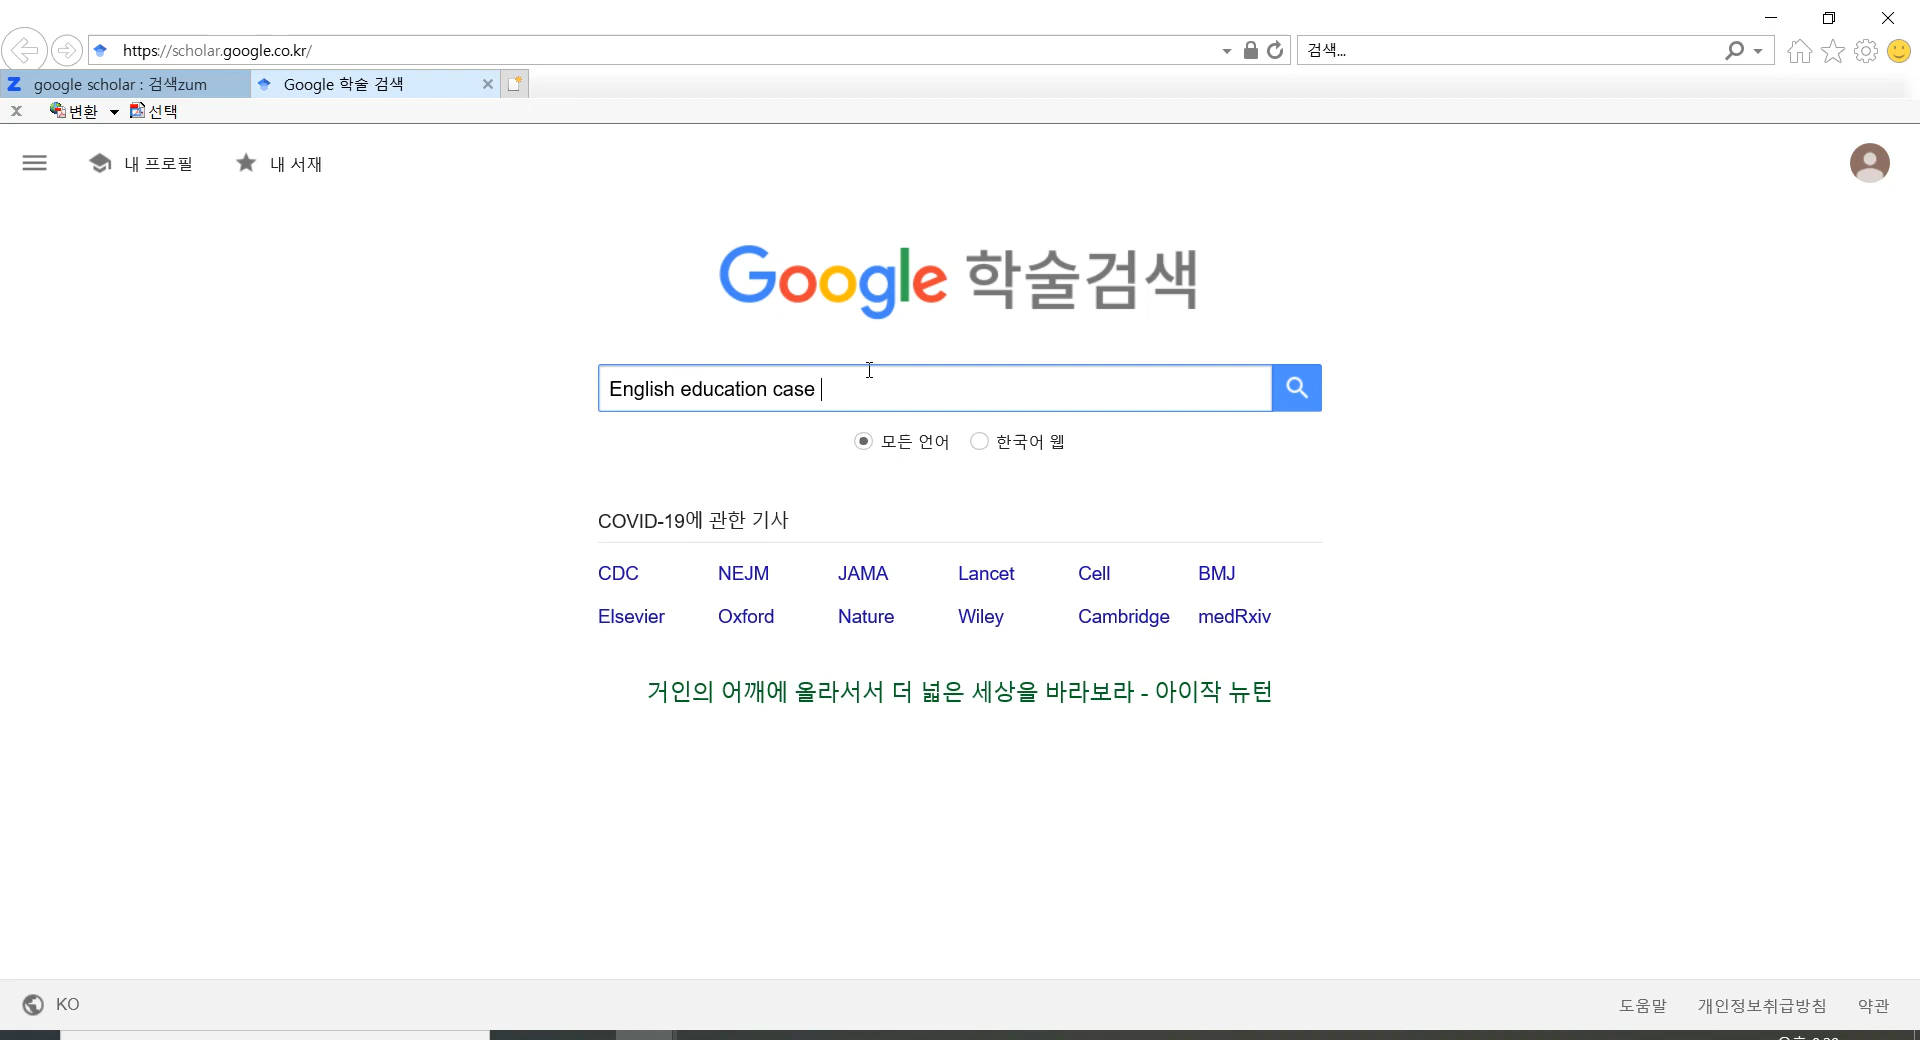 https://scholar.google.co.kr/
검색...
google scholar : 검색zum
Google 학술 검색
변환
선택
내 프로필
내 서재
Google 학술검색
English education case
모든 언어
한국어 웹
COVID-19에 관한 기사
CDC NEJM JAMA Lancet Cell BMJ
Elsevier Oxford Nature Wiley Cambridge medRxiv
거인의 어깨에 올라서서 더 넓은 세상을 바라보라 - 아이작 뉴턴
KO
도움말 개인정보취급방침 약관